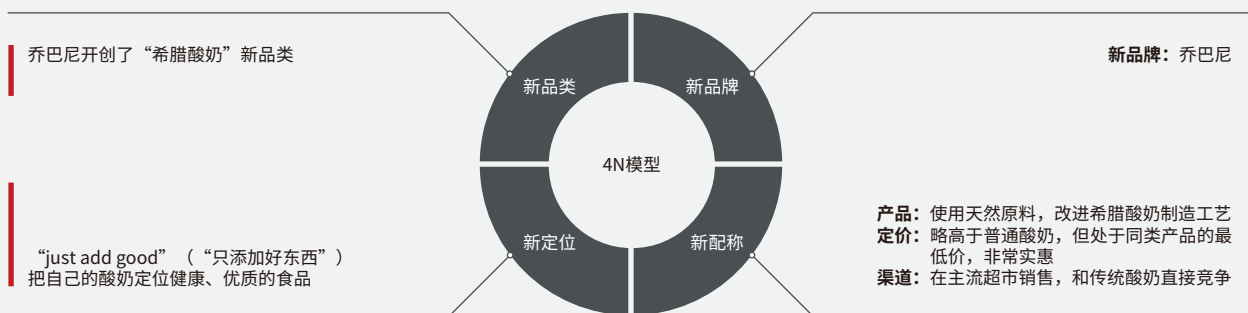 乔巴尼开创了“希腊酸奶”新品类
新品牌：乔巴尼
新品类
新品牌
4N模型
新定位
新配称
“just add good”（“只添加好东西”）
把自己的酸奶定位健康、优质的食品
产品：使用天然原料，改进希腊酸奶制造工艺
定价：略高于普通酸奶，但处于同类产品的最
低价，非常实惠
渠道：在主流超市销售，和传统酸奶直接竞争